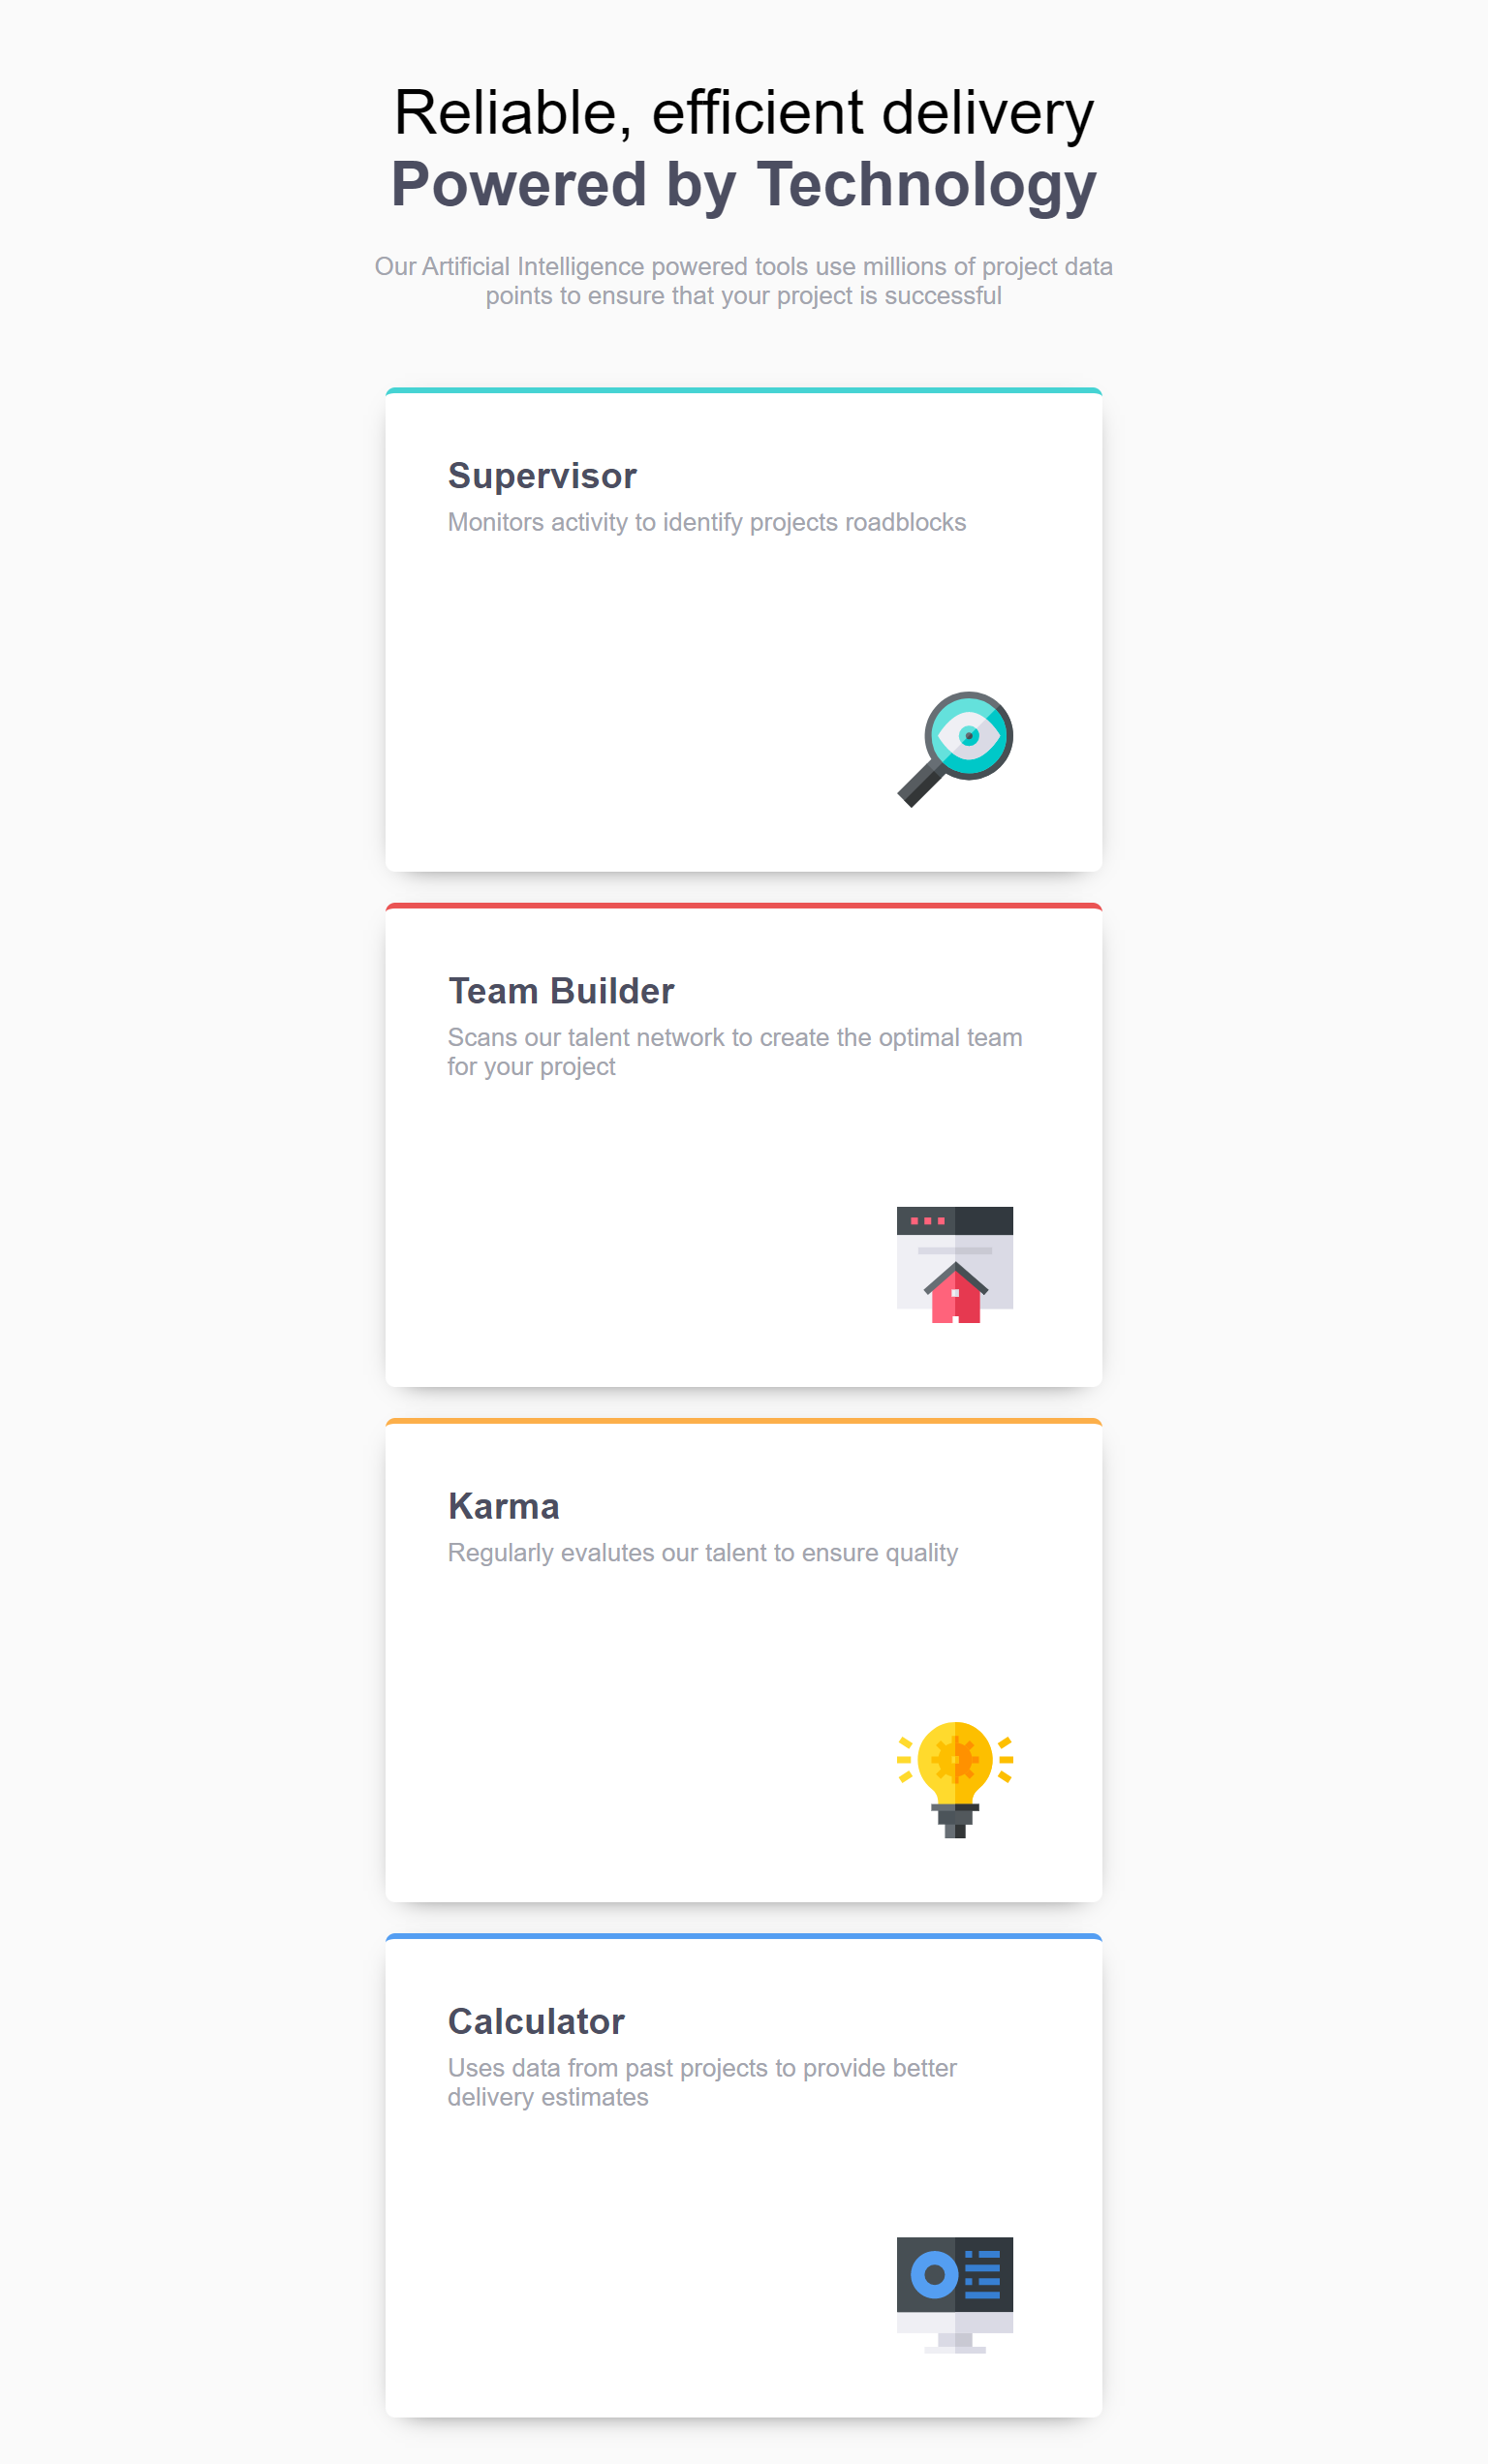 Reliable, efficient delivery
Powered by Technology
Our Artificial Intelligence powered tools use millions of project data
points to ensure that your project is successful
Supervisor
Monitors activity to identify projects roadblocks
Team Builder
Scans our talent network to create the optimal team
for your project
Karma
Regularly evalutes our talent to ensure quality
Calculator
Uses data from past projects to provide better
delivery estimates